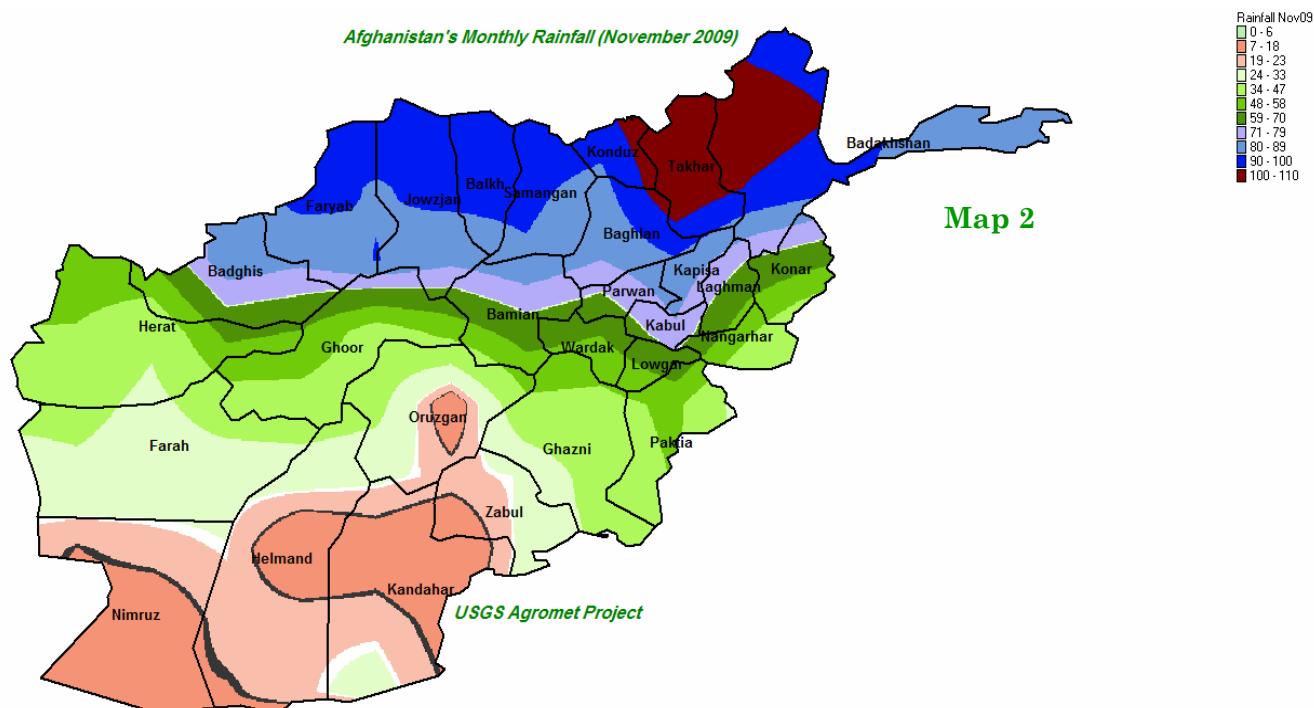 Afghanistan's Monthly Rainfall (November 2009)
Rainfall Nov09
0 - 6
7 - 18
19 - 23
24 - 33
34 - 47
48 - 58
59 - 70
71 - 79
80 - 89
90 - 100
100 - 110
Map 2
Badakhshan
Konduz
Takhar
Balkh
Samangan
Jowzjan
Faryab
Baghlan
Badghis
Kapisa
Konar
Laghman
Parwan
Bamian
Herat
Kabul
Nangarhar
Ghoor
Wardak
Lowgar
Oruzgan
Farah
Ghazni
Paktia
Zabul
Helmand
Kandahar
Nimruz
USGS Agromet Project